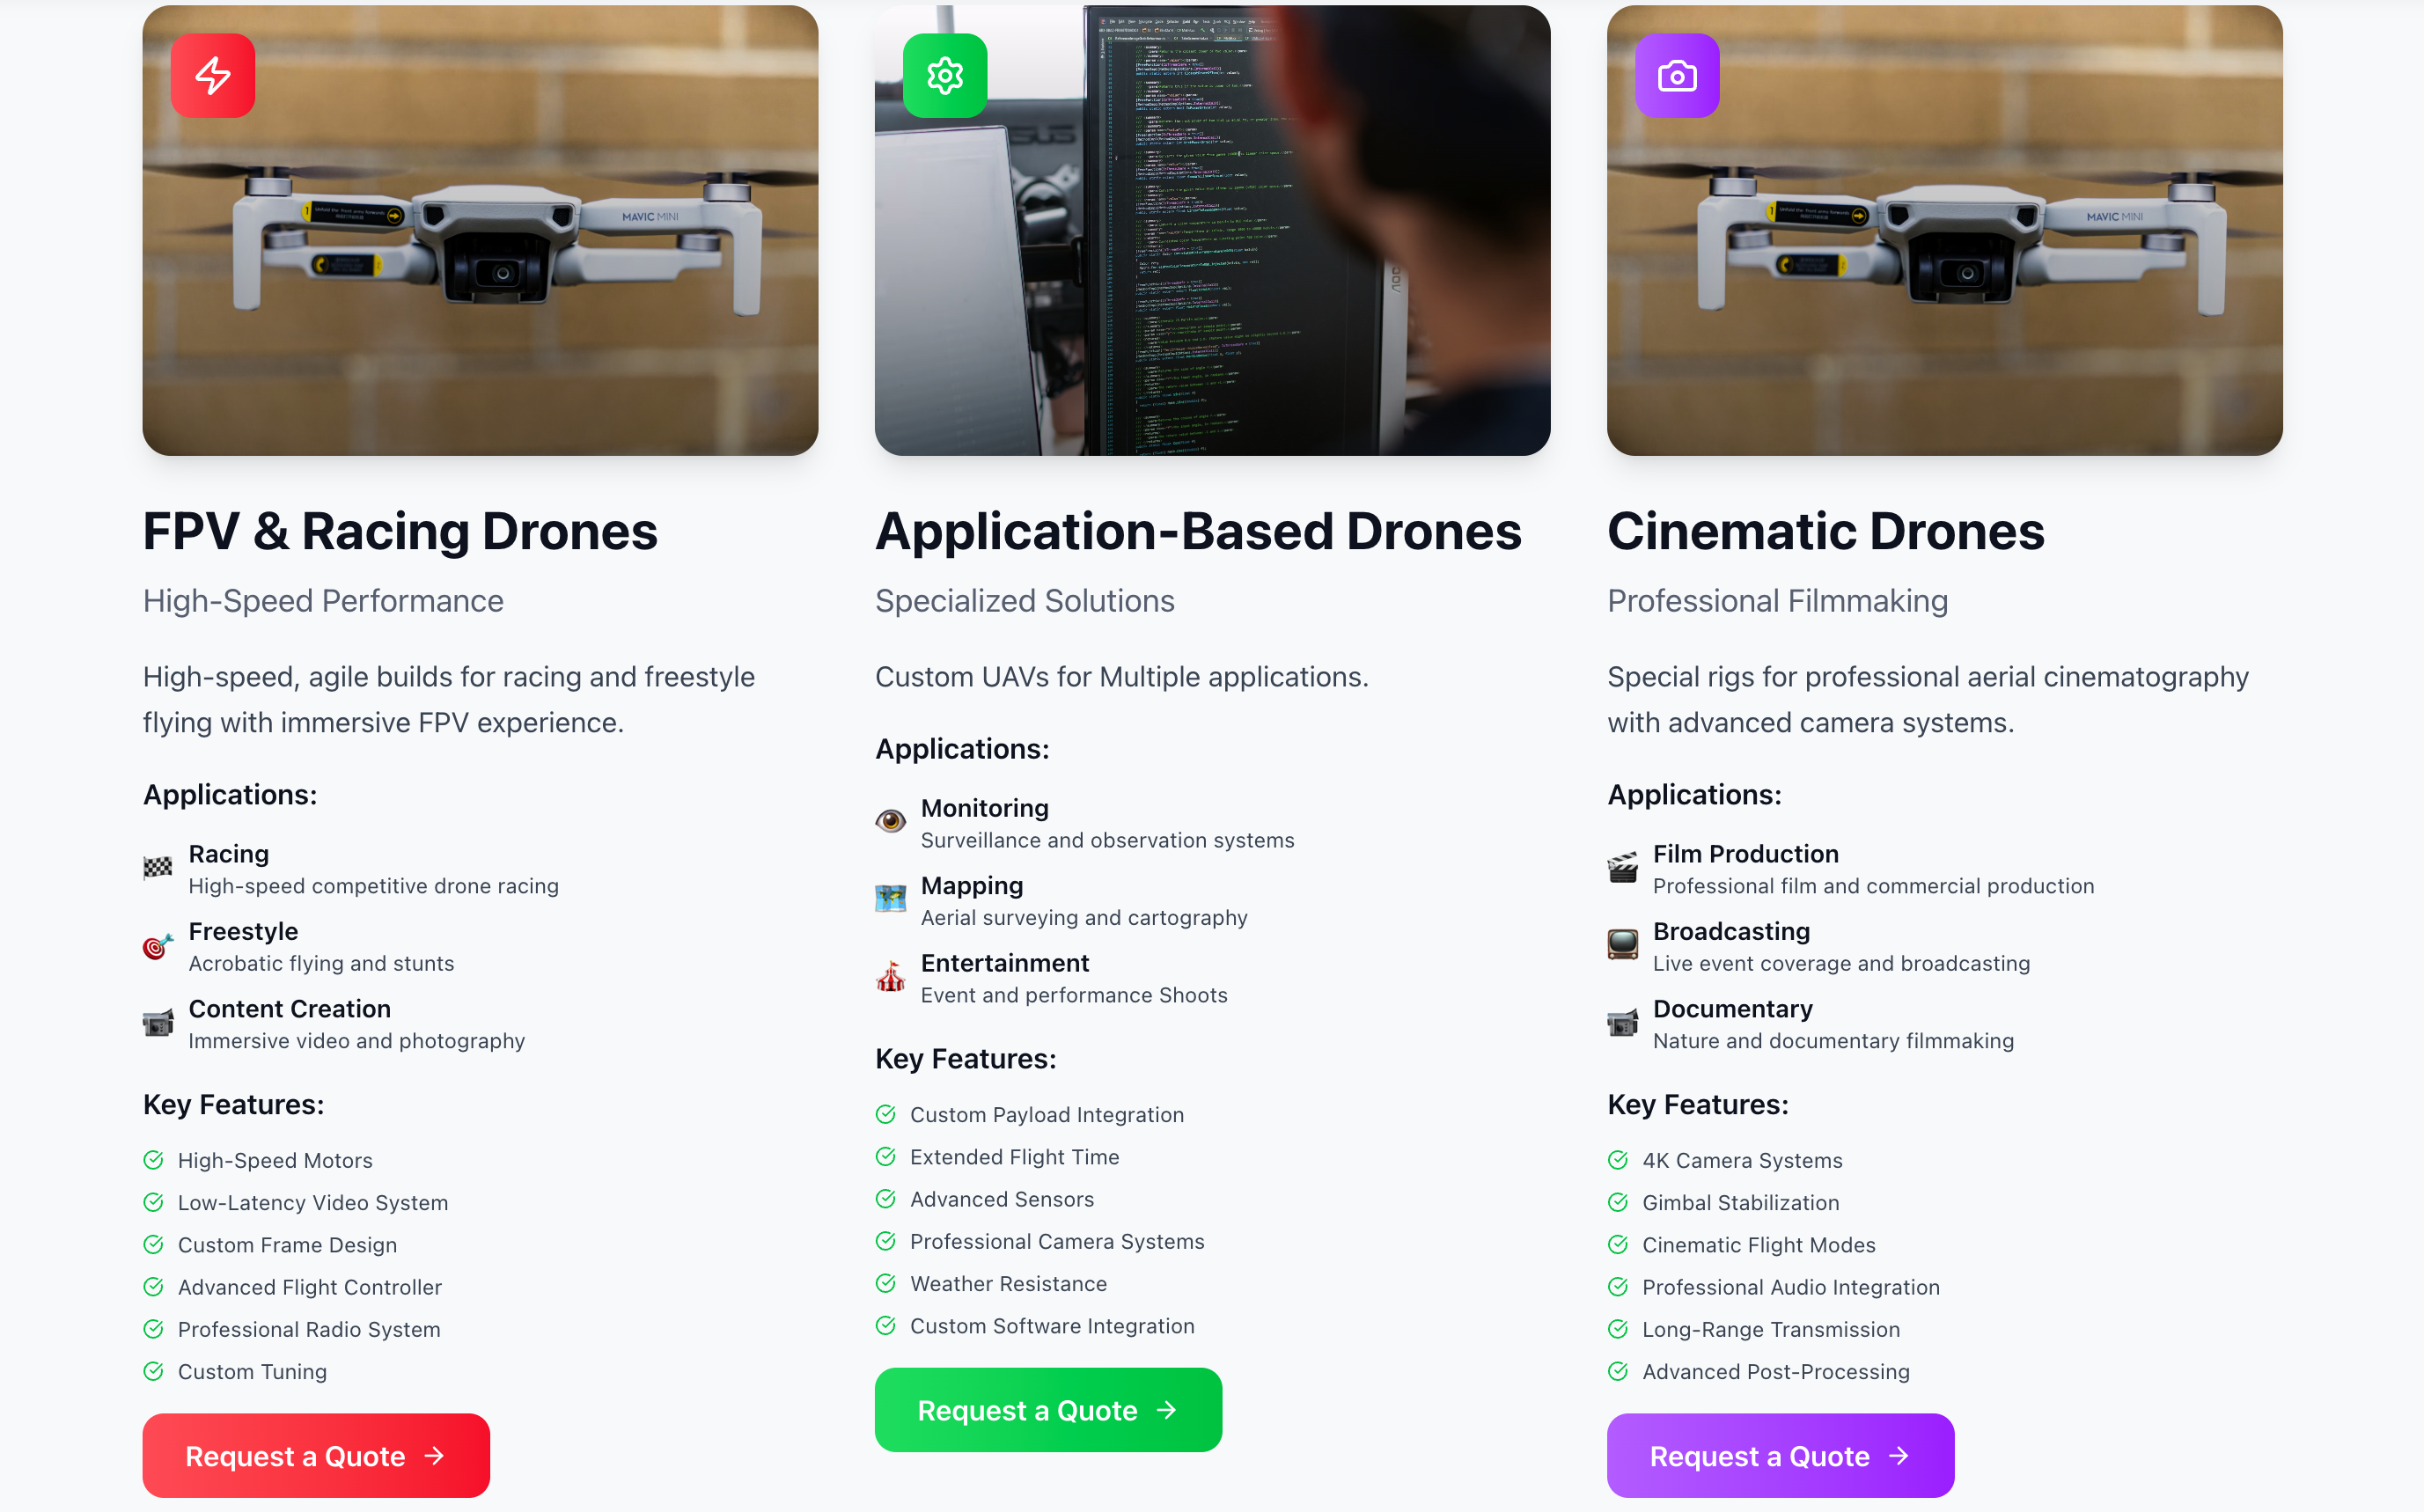 MAVIC MINI
MAVIC MINI
FPV & Racing Drones
High-Speed Performance
High-speed, agile builds for racing and freestyle
flying with immersive FPV experience.
Applications:
Racing
High-speed competitive drone racing
Freestyle
Acrobatic flying and stunts
Content Creation
Immersive video and photography
Key Features:
High-Speed Motors
Low-Latency Video System
Custom Frame Design
Advanced Flight Controller
Professional Radio System
Custom Tuning
Request a Quote
Application-Based Drones
Specialized Solutions
Custom UAVs for Multiple applications.
Applications:
Monitoring
Surveillance and observation systems
Mapping
Aerial surveying and cartography
Entertainment
Event and performance Shoots
Key Features:
Custom Payload Integration
Extended Flight Time
Advanced Sensors
Professional Camera Systems
Weather Resistance
Custom Software Integration
Request a Quote
Cinematic Drones
Professional Filmmaking
Special rigs for professional aerial cinematography
with advanced camera systems.
Applications:
Film Production
Professional film and commercial production
Broadcasting
Live event coverage and broadcasting
Documentary
Nature and documentary filmmaking
Key Features:
4K Camera Systems
Gimbal Stabilization
Cinematic Flight Modes
Professional Audio Integration
Long-Range Transmission
Advanced Post-Processing
Request a Quote